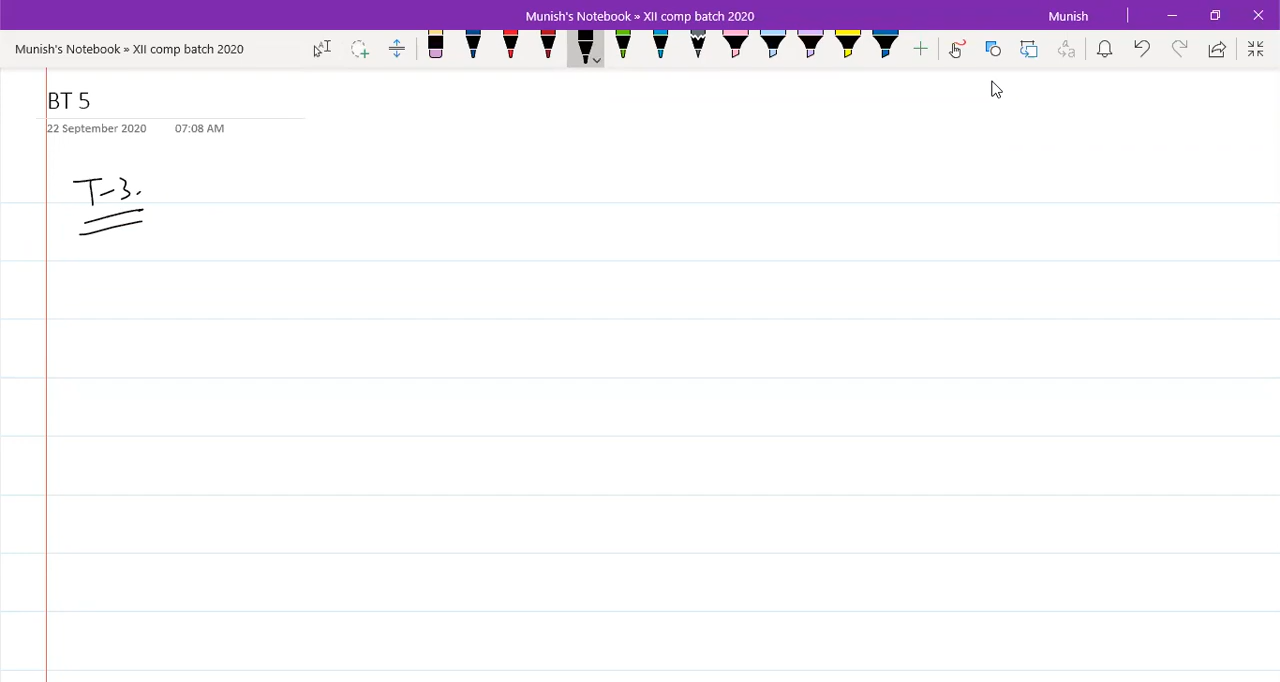 Munish's Notebook » XII comp batch 2020
Munish
Munish's Notebook » XII comp batch 2020
BT 5
22 September 2020 07:08 AM
T-3.